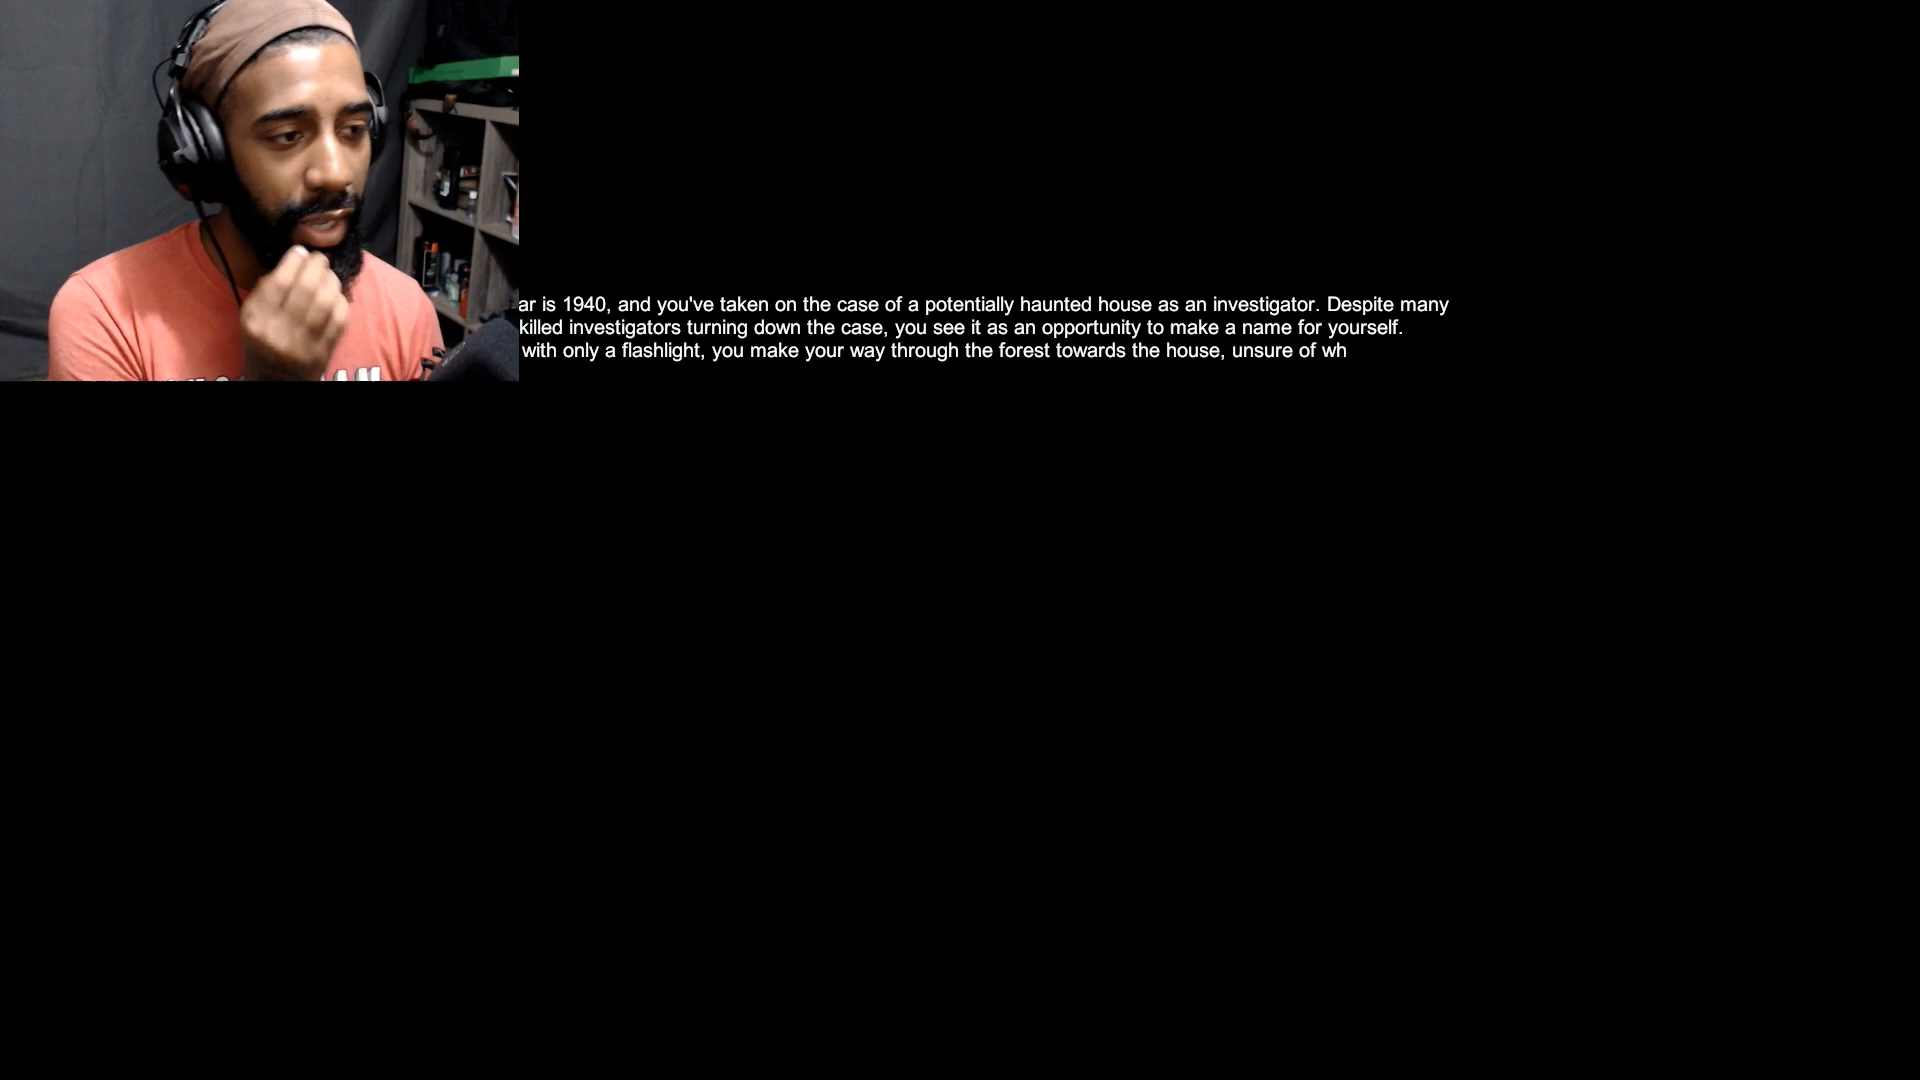 ar is 1940, and you've taken on the case of a potentially haunted house as an investigator. Despite many
killed investigators turning down the case, you see it as an opportunity to make a name for yourself.
with only a flashlight, you make your way through the forest towards the house, unsure of wh